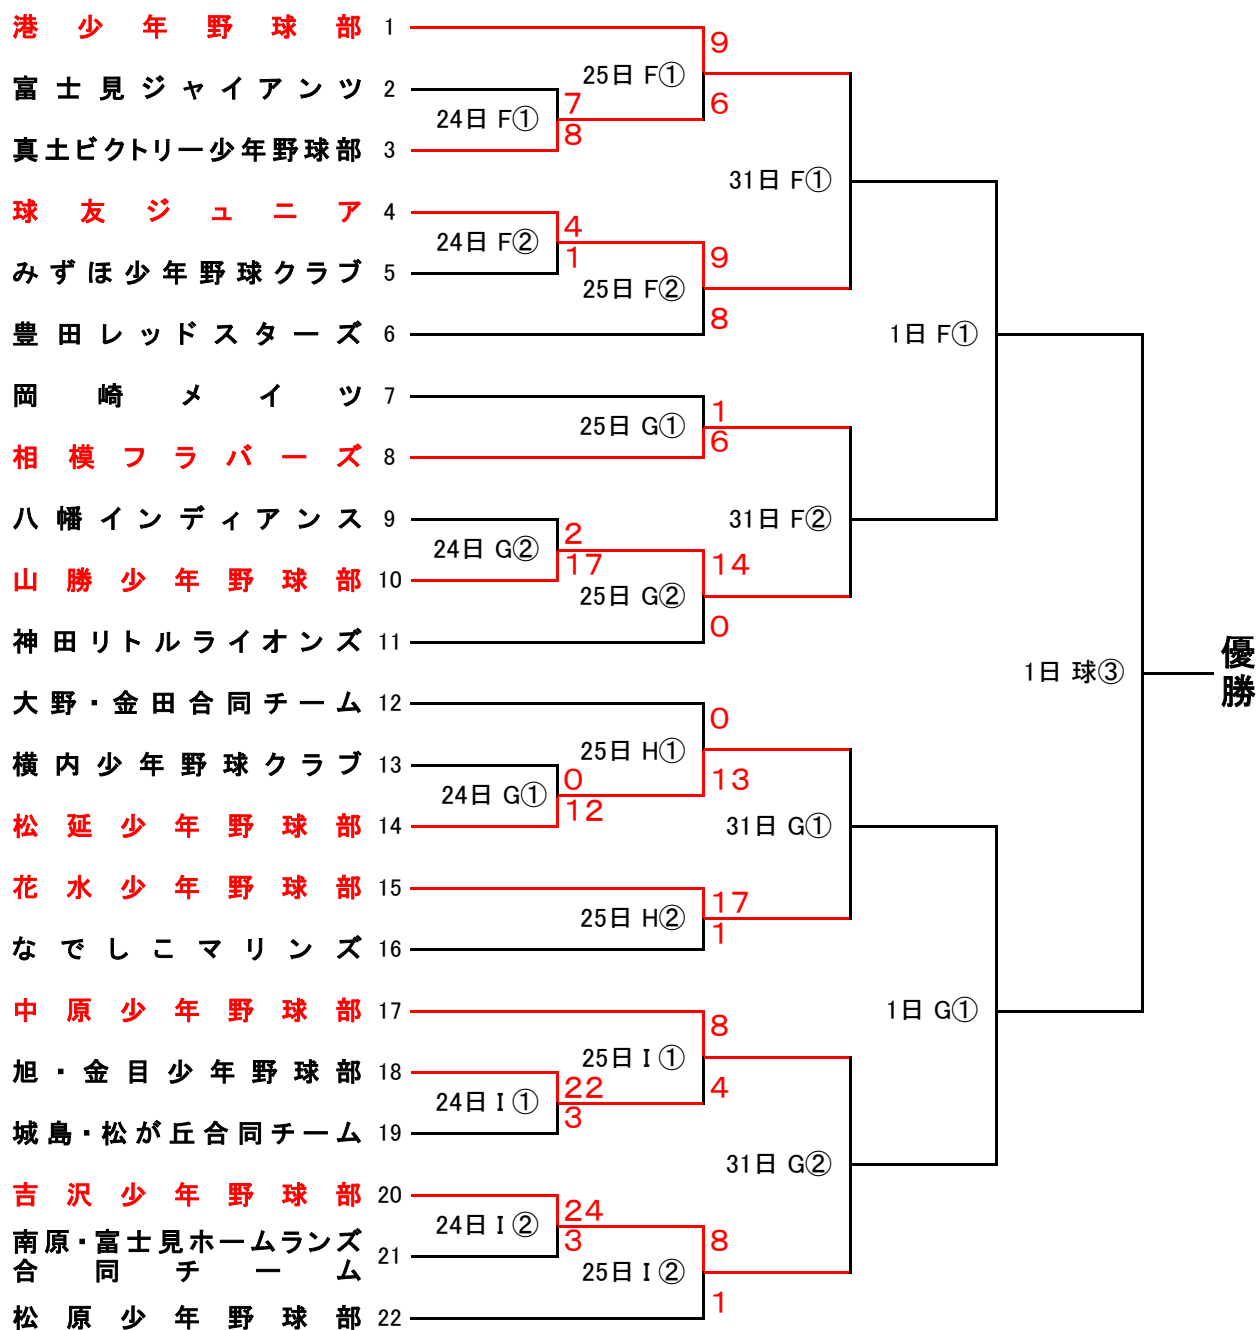 港少年野球部 1
9
25日 F①
富士見ジャイアンツ 2
7
6
24日 F①
8
真土ビクトリー少年野球部 3
31日 F①
球友ジュニア 4
4
24日 F②
1
9
みずほ少年野球クラブ 5
25日 F②
8
豊田レッドスターズ 6
1日 F①
岡崎メイツ 7
1
25日 G①
6
相模フラバーズ 8
八幡インディアンス 9
31日 F②
2
24日 G②
17
14
山勝少年野球部 10
25日 G②
0
神田リトルライオンズ 11
優勝
1日 球③
大野・金田合同チーム 12
0
25日 H①
横内少年野球クラブ 13
0
13
24日 G①
12
松延少年野球部 14
31日 G①
花水少年野球部 15
17
25日 H②
1
なでしこマリンズ 16
中原少年野球部 17
1日 G①
8
25日 I①
旭・金目少年野球部 18
22
4
24日 I①
3
城島・松が丘合同チーム 19
31日 G②
吉沢少年野球部 20
24
24日 I②
3
8
南原・富士見ホームランズ
合同チーム 21
25日 I②
1
松原少年野球部 22